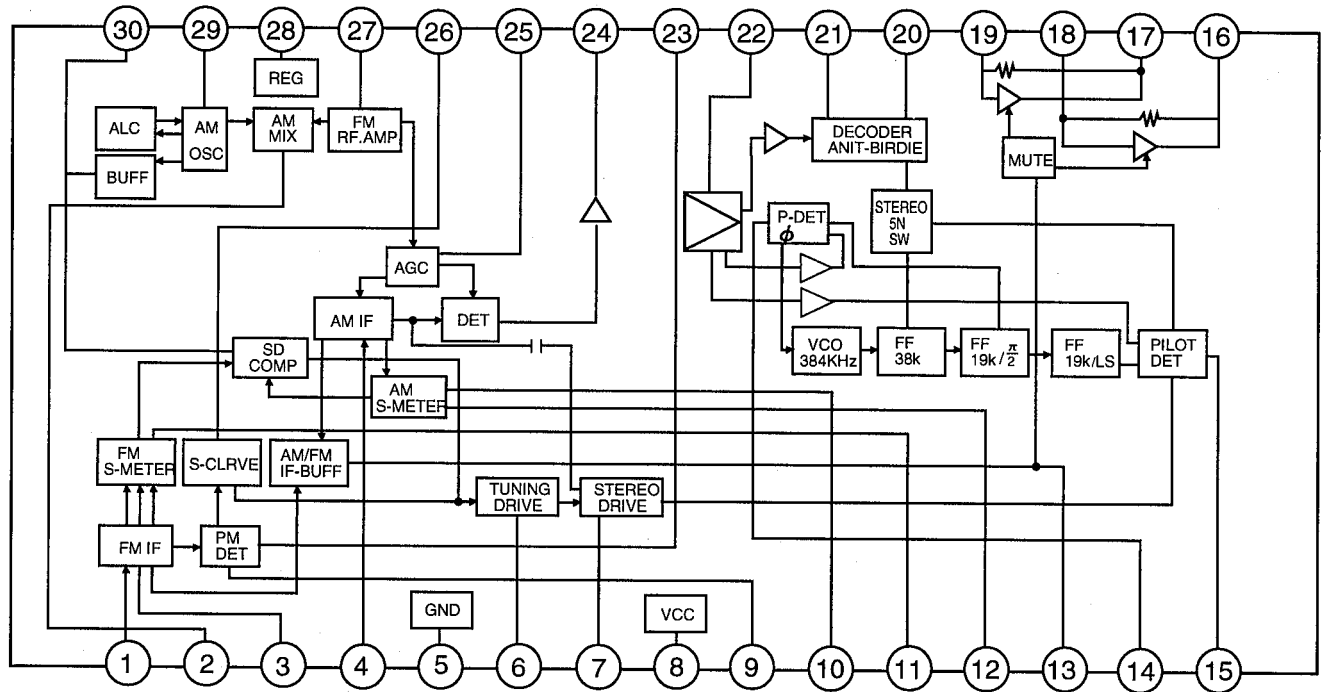 30 29 28 27 26 25 24 23 22 21 20 19 18 17 16
REG
ALC
AM
OSC
AM
MIX
FM
RF.AMP
BUFF
DECODER
ANIT-BIRDIE
MUTE
STEREO
5N
SW
P-DET
ϕ
AGC
AM IF
DET
SD
COMP
AM
S-METER
VCO
384KHz
FF
38k
FF
19k/π/2
FF
19k/LS
PILOT
DET
FM
S-METER
S-CLRVE
AM/FM
IF-BUFF
TUNING
DRIVE
STEREO
DRIVE
FM IF
PM
DET
GND
VCC
1 2 3 4 5 6 7 8 9 10 11 12 13 14 15